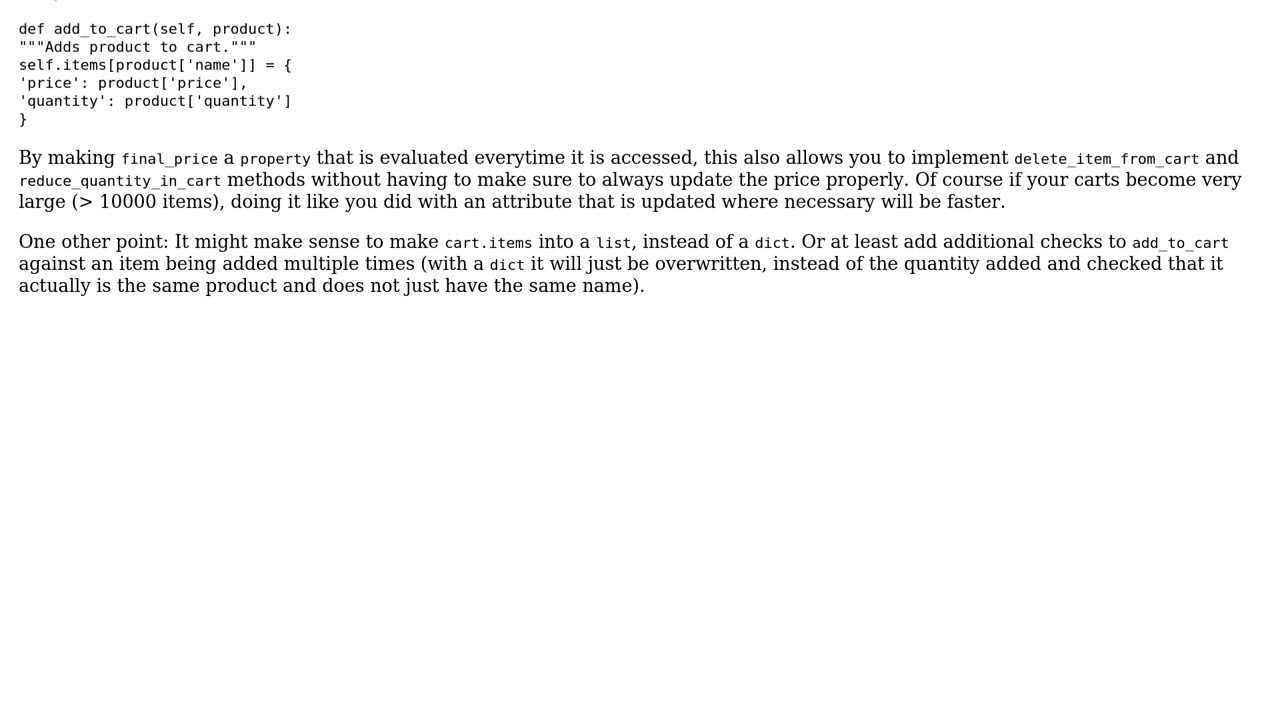 def add_to_cart(self, product):
"""Adds product to cart."""
self.items[product['name']] = {
'price': product['price'],
'quantity': product['quantity']
}
By making final_price a property that is evaluated everytime it is accessed, this also allows you to implement delete_item_from_cart and
reduce_quantity_in_cart methods without having to make sure to always update the price properly. Of course if your carts become very
large (> 10000 items), doing it like you did with an attribute that is updated where necessary will be faster.
One other point: It might make sense to make cart.items into a list, instead of a dict. Or at least add additional checks to add_to_cart
against an item being added multiple times (with a dict it will just be overwritten, instead of the quantity added and checked that it
actually is the same product and does not just have the same name).